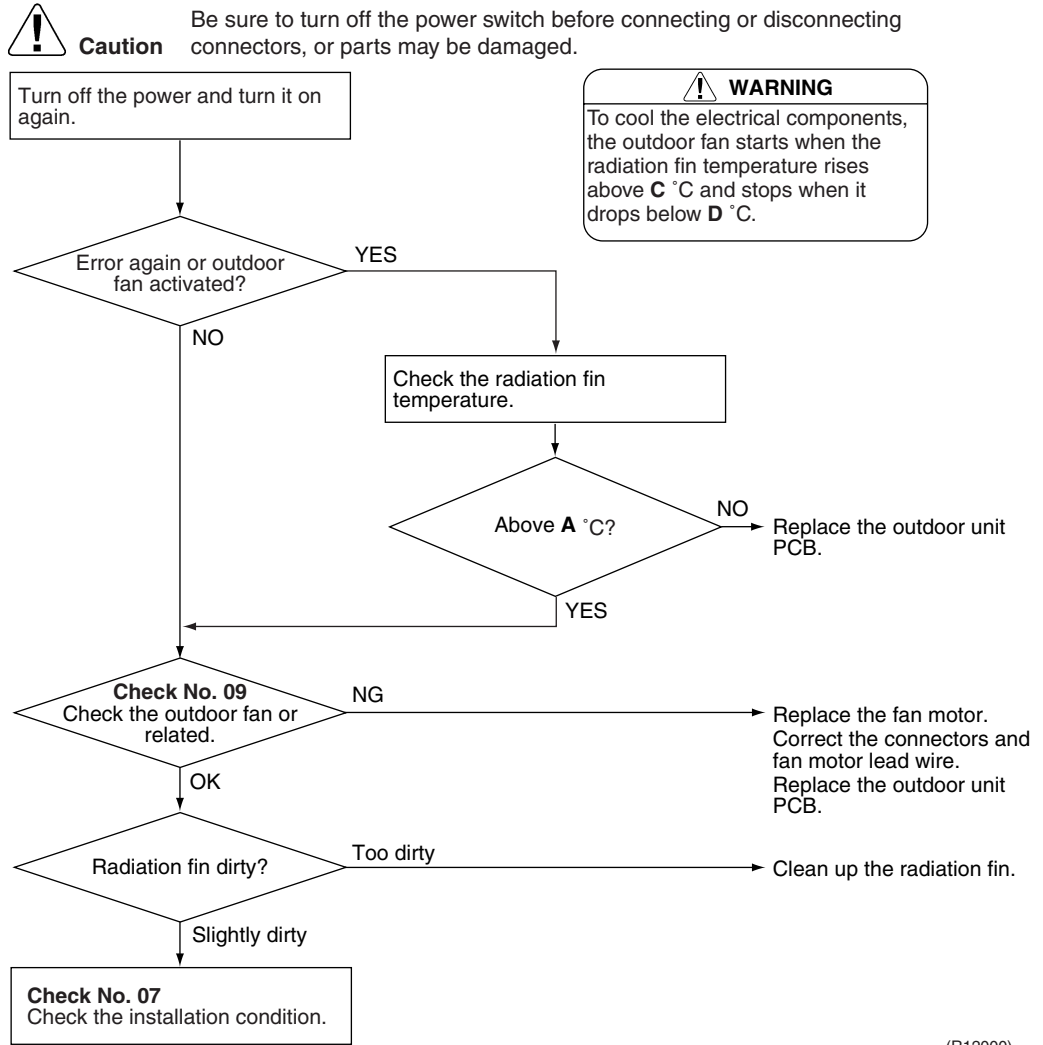 Be sure to turn off the power switch before connecting or disconnecting
Caution connectors, or parts may be damaged.
Turn off the power and turn it on
again.
WARNING
To cool the electrical components,
the outdoor fan starts when the
radiation fin temperature rises
above C ˚C and stops when it
drops below D ˚C.
Error again or outdoor
fan activated?
YES
NO
Check the radiation fin
temperature.
Above A ˚C?
NO
Replace the outdoor unit
PCB.
YES
Check No. 09
Check the outdoor fan or
related.
NG
Replace the fan motor.
Correct the connectors and
fan motor lead wire.
Replace the outdoor unit
PCB.
OK
Radiation fin dirty?
Too dirty
Clean up the radiation fin.
Slightly dirty
Check No. 07
Check the installation condition.